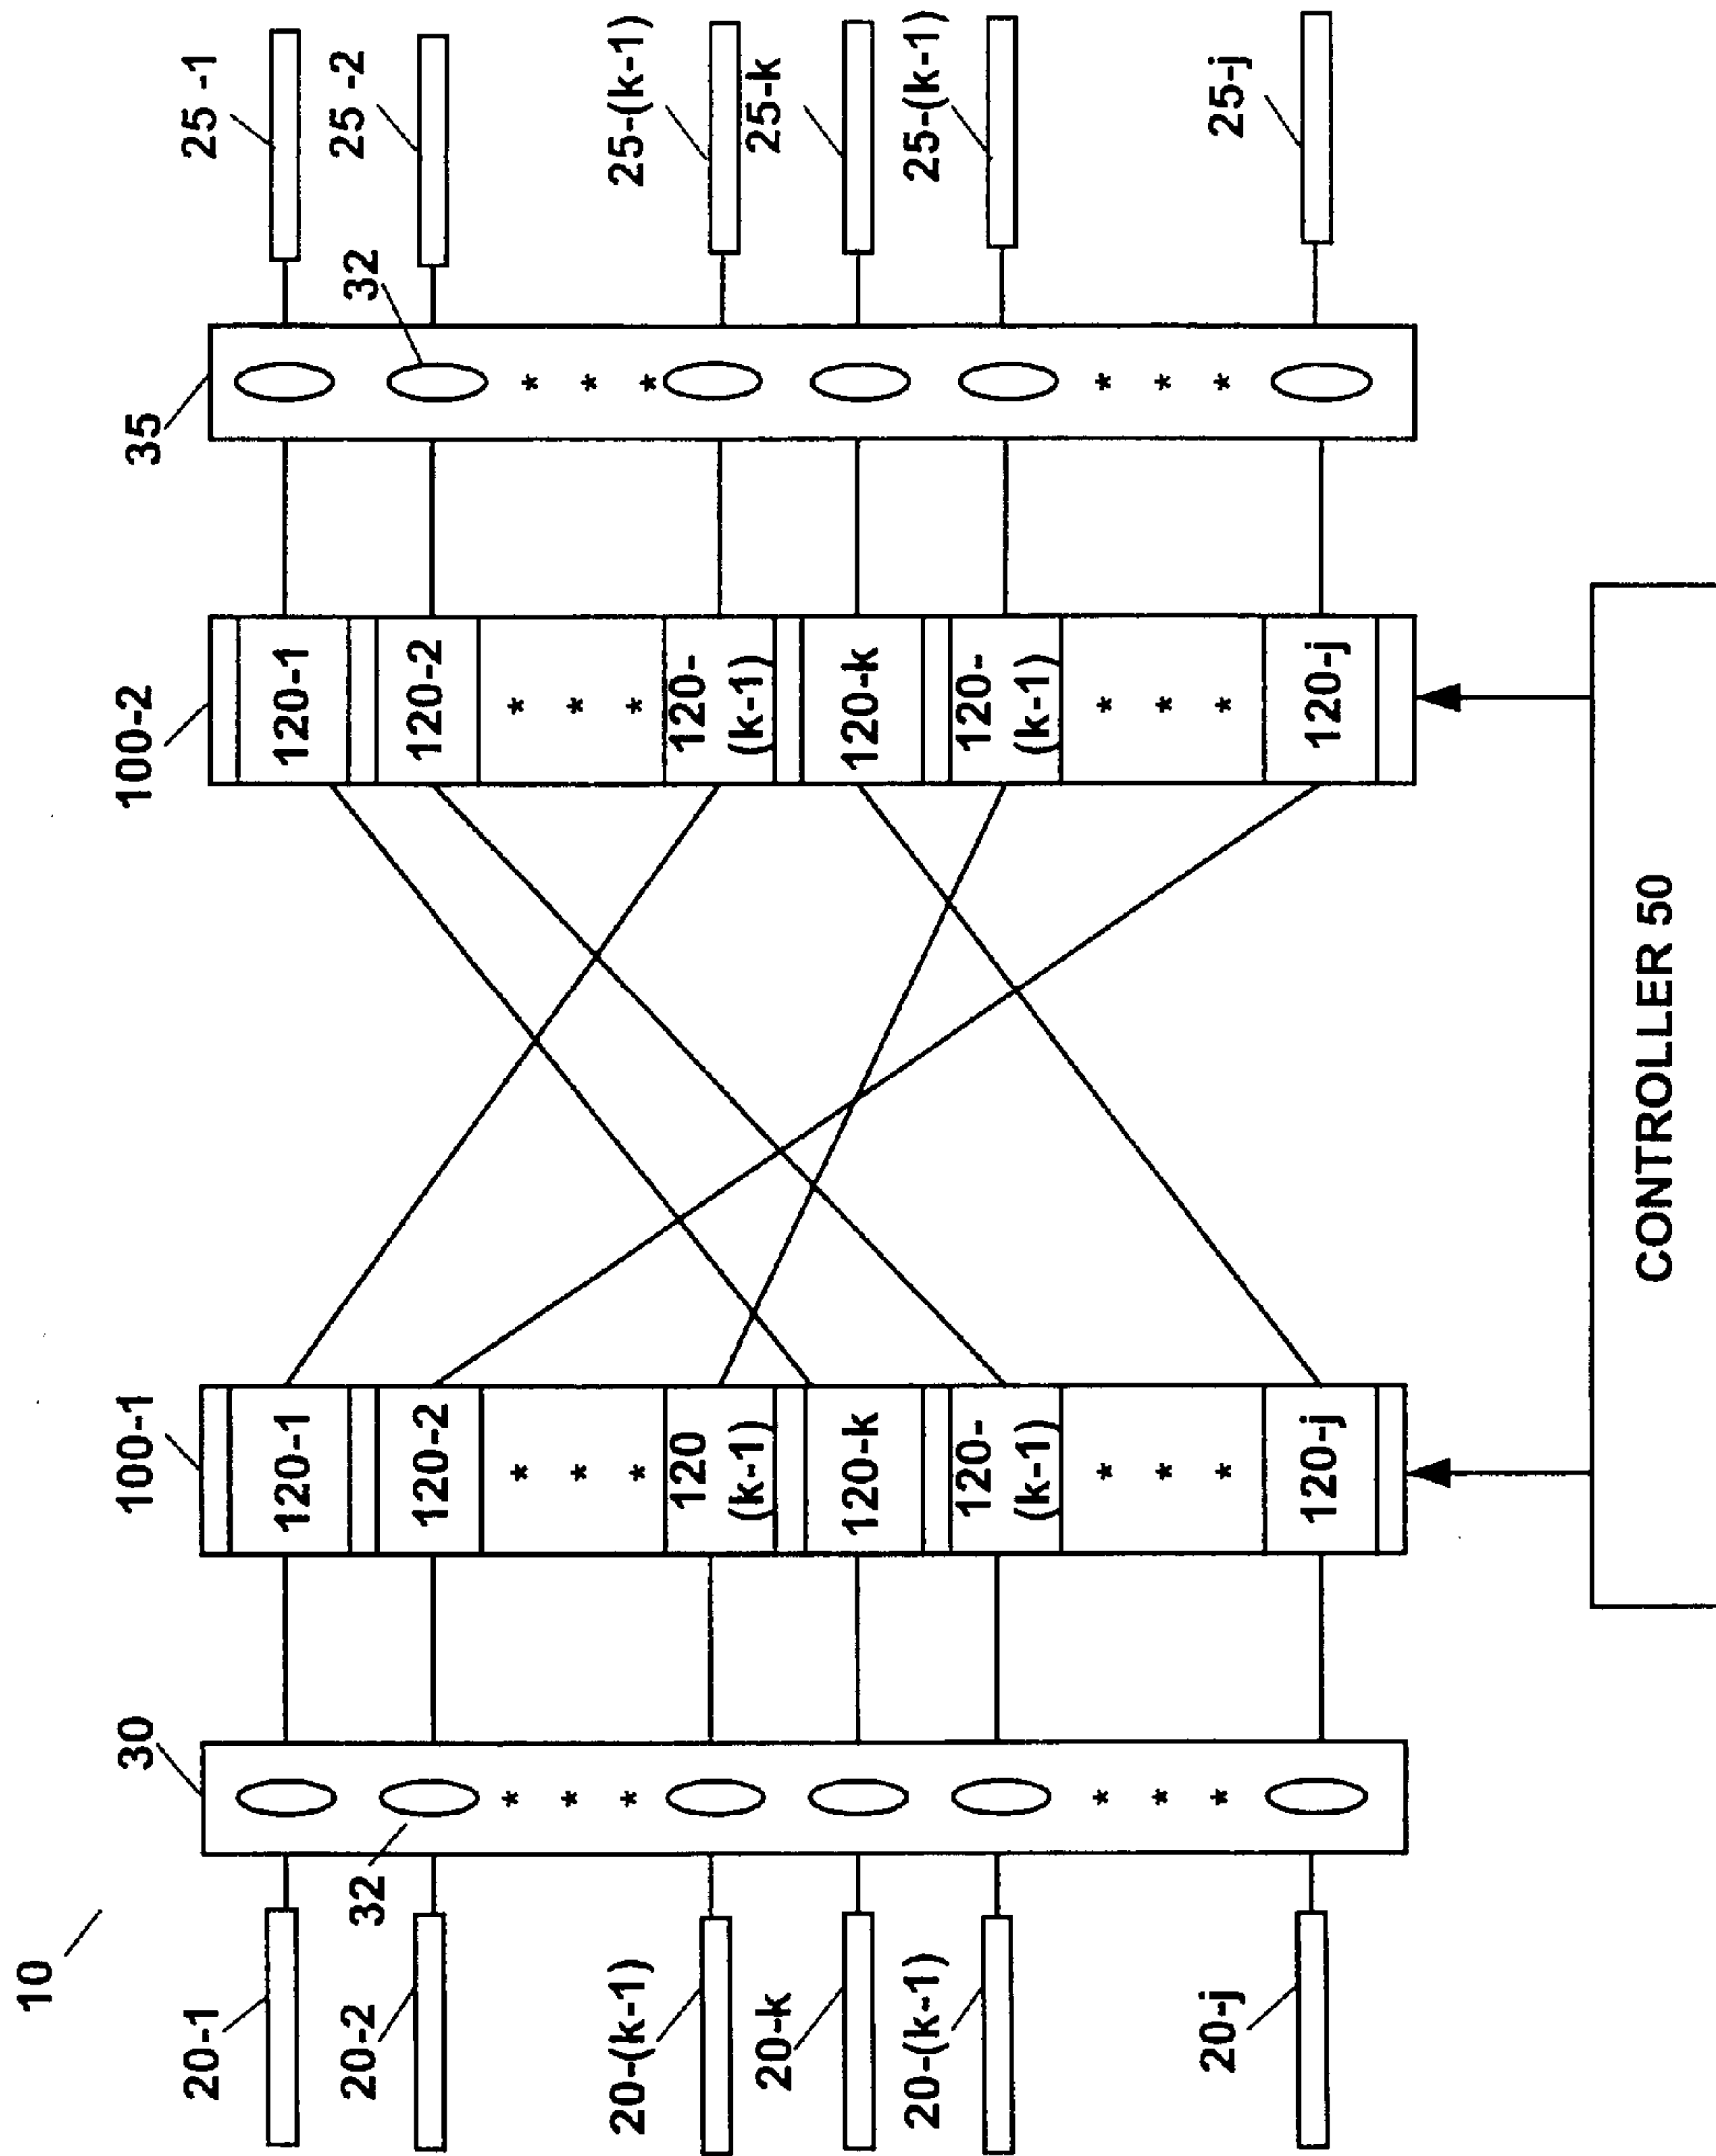 10
20-1
20-2
20-(k-1)
20-k
20-(k-1)
20-j
30
32
* * *
* * *
100-1
120-1
120-2
* * *
120
(k-1)
120-k
120-
(k-1)
* * *
120-j
100-2
120-1
120-2
* * *
120-
(k-1)
120-k
120-
(k-1)
* * *
120-j
35
32
* * *
* * *
25 -1
25 -2
25-(k-1)
25-k
25-(k-1)
25-j
CONTROLLER 50